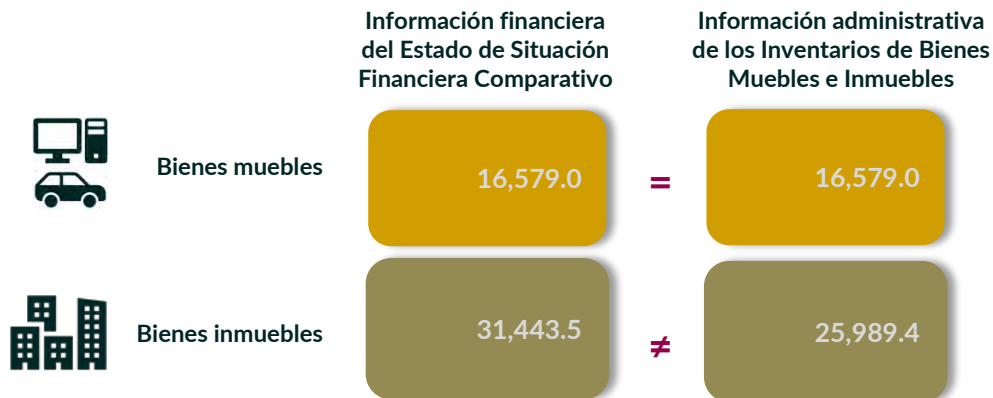 Información financiera
del Estado de Situación
Financiera Comparativo
Información administrativa
de los Inventarios de Bienes
Muebles e Inmuebles
Bienes muebles
16,579.0
=
16,579.0
Bienes inmuebles
31,443.5
≠
25,989.4